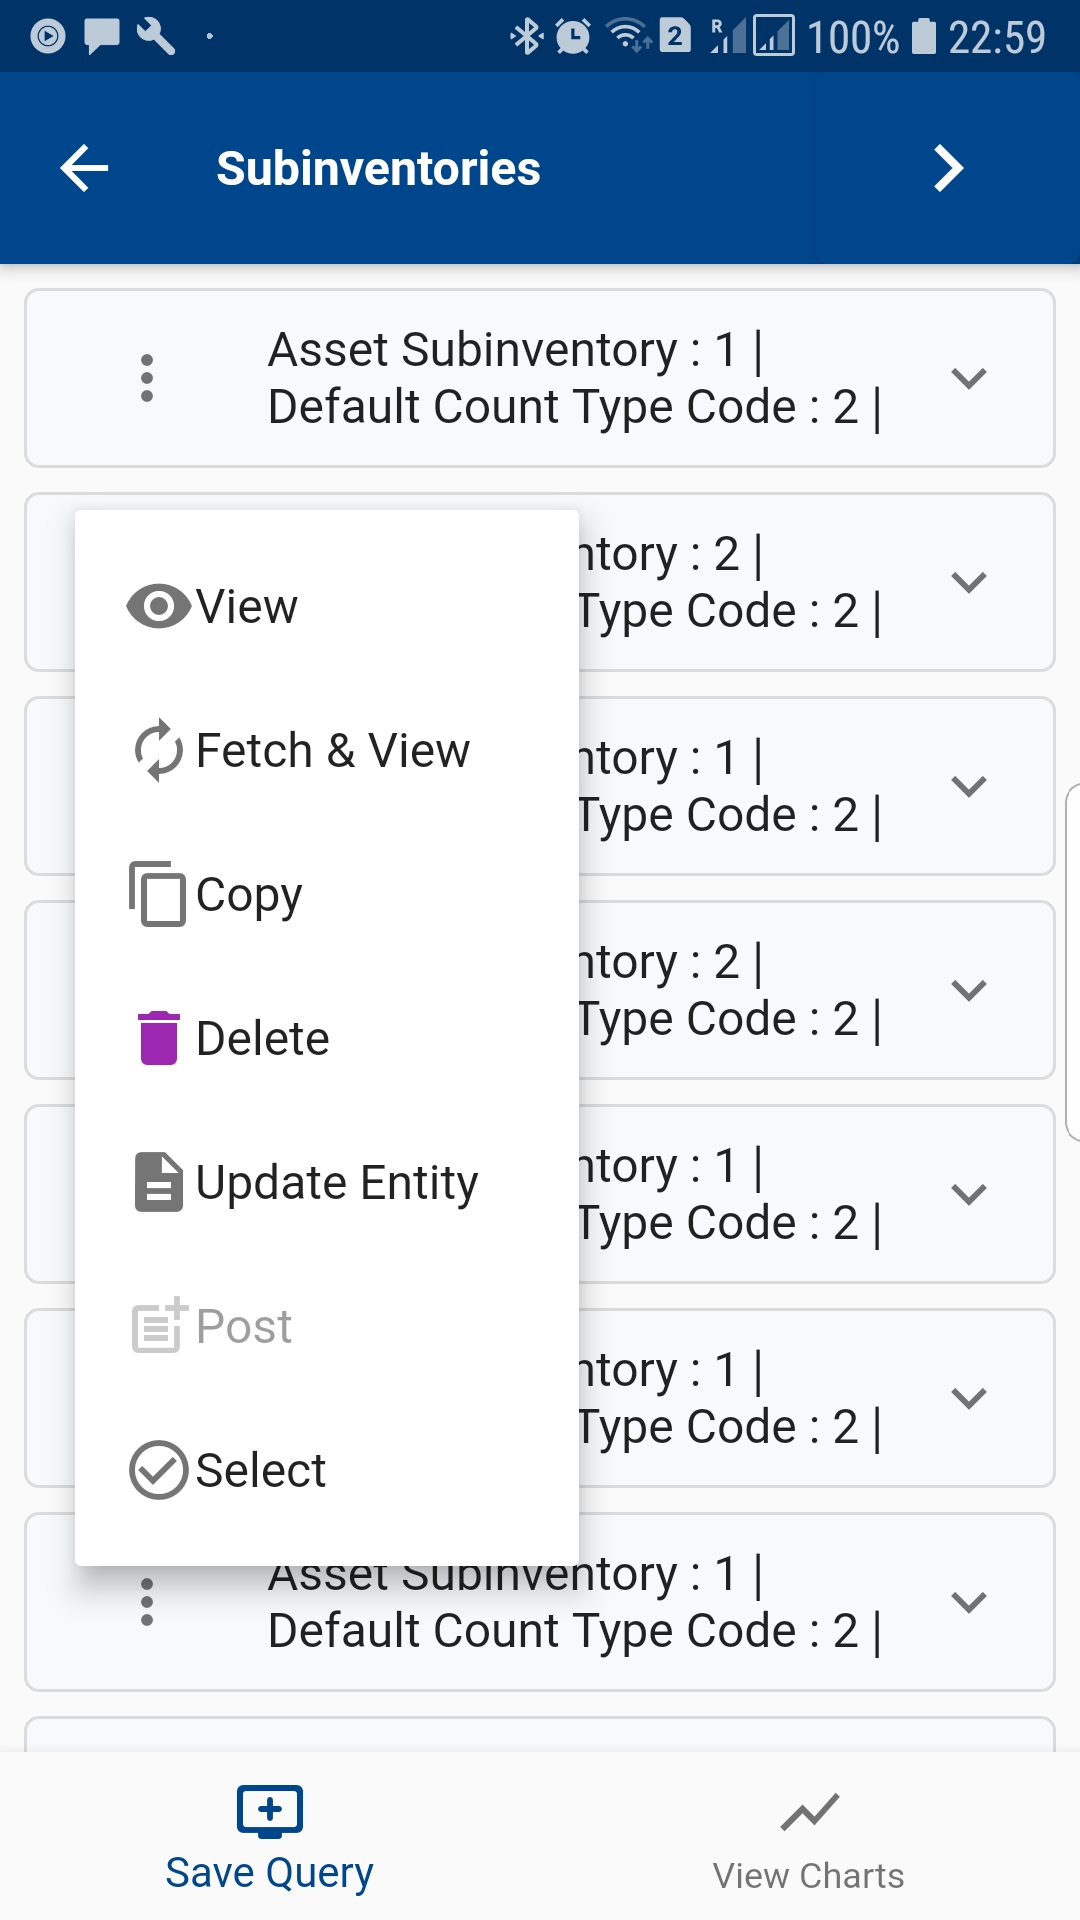 2 R 100% 22:59
Subinventories
Asset Subinventory : 1 |
Default Count Type Code : 2 |
ntory : 2 |
Type Code : 2 |
View
ntory : 1 |
Fetch & View
Type Code : 2 |
Copy
ntory : 2 |
Type Code : 2 |
Delete
ntory : 1 |
Update Entity
Type Code : 2 |
Post
ntory : 1 |
Type Code : 2 |
Select
Asset Subinventory : 1 |
Default Count Type Code : 2 |
Save Query
View Charts